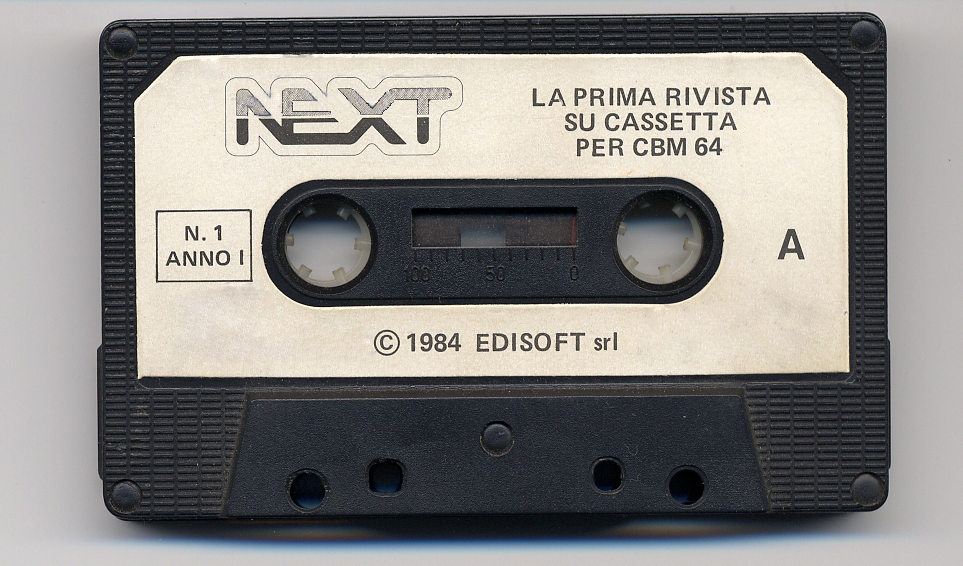 NEXT
LA PRIMA RIVISTA
SU CASSETTA
PER CBM 64
N. 1
ANNO I
A
100 50 0
© 1984 EDISOFT srl